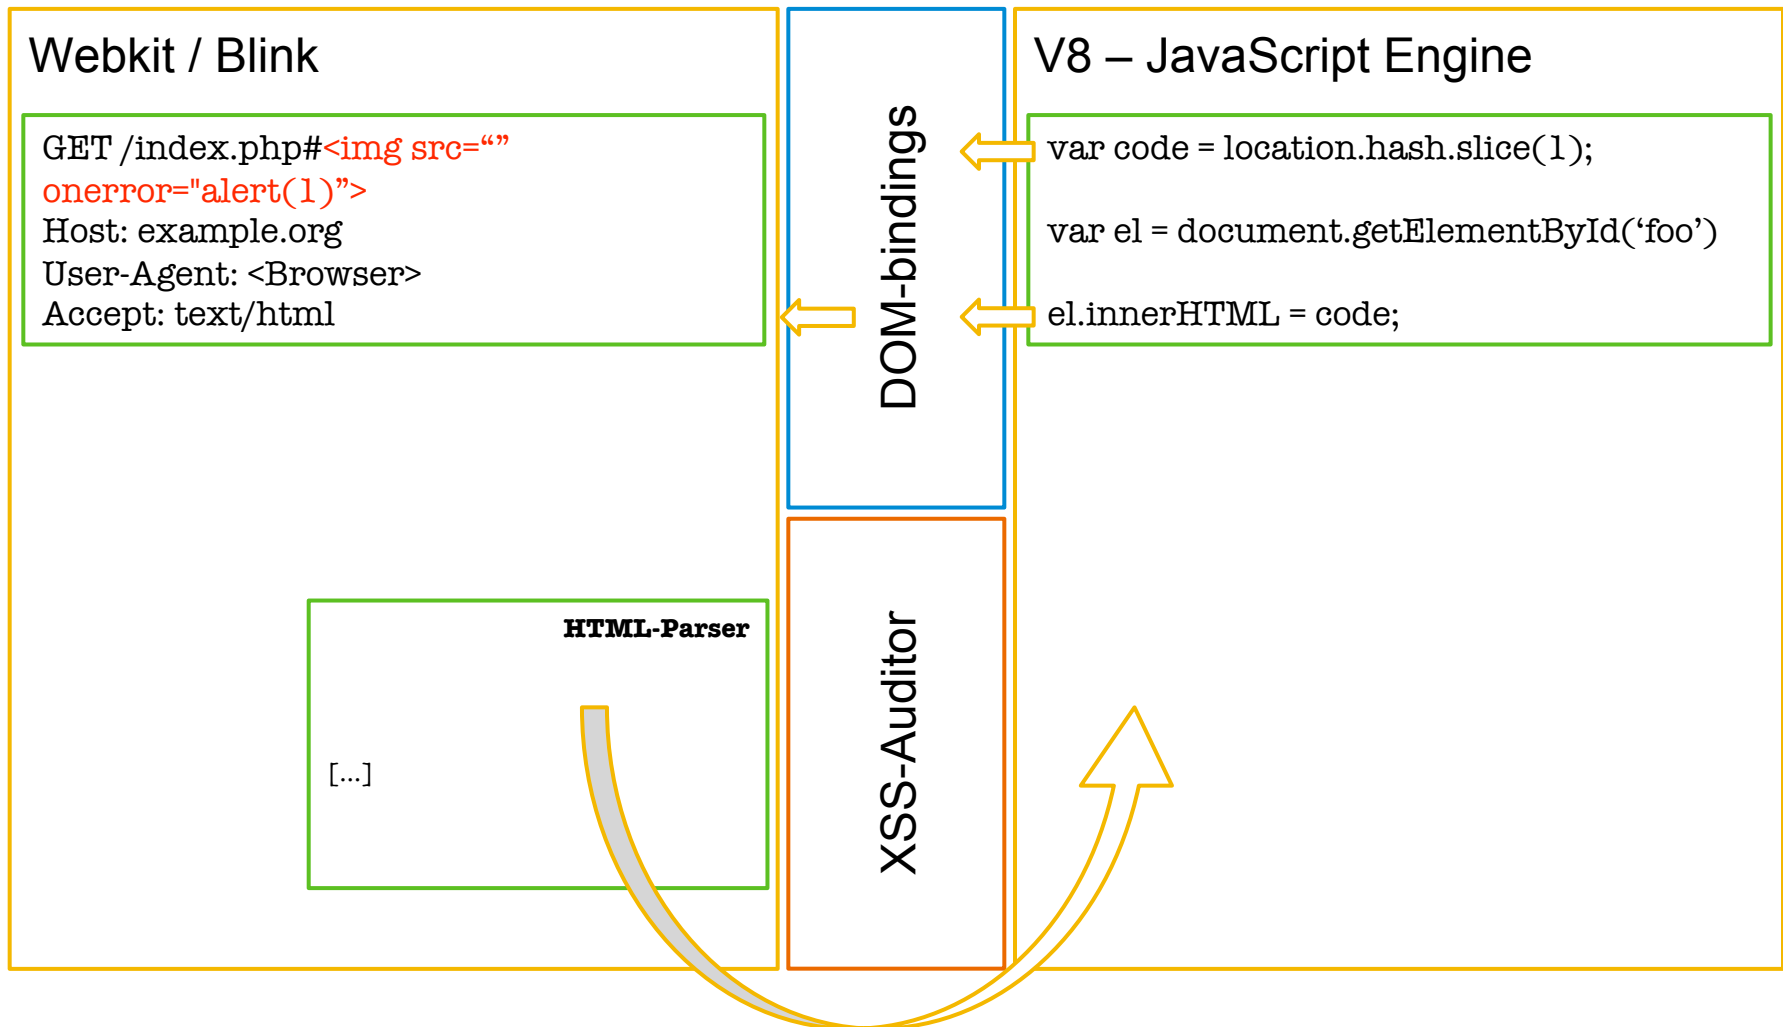 Webkit / Blink
GET /index.php#<img src=“”
onerror="alert(1)”>
Host: example.org
User-Agent: <Browser>
Accept: text/html
DOM-bindings
V8 – JavaScript Engine
var code = location.hash.slice(1);
var el = document.getElementById(‘foo’)
el.innerHTML = code;
HTML-Parser
[...]
XSS-Auditor